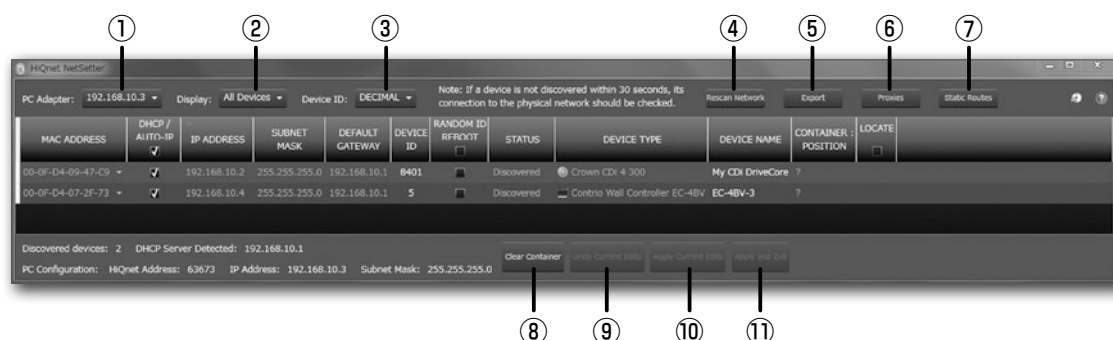 ① ② ③ ④ ⑤ ⑥ ⑦
HiQnet NetSetter
PC Adapter: 192.168.10.3 Display: All Devices Device ID: DECIMAL Note: If a device is not discovered within 30 seconds, its Rescan Network Export Proxies Static Routes
connection to the physical network should be checked.
MAC ADDRESS DHCP / AUTO-IP IP ADDRESS SUBNET MASK DEFAULT GATEWAY DEVICE ID RANDOM ID REBOOT STATUS DEVICE TYPE DEVICE NAME CONTAINER : POSITION LOCATE
00-0F-D4-09-47-C9 192.168.10.2 255.255.255.0 192.168.10.1 8401 Discovered Crown CDi 4 300 My CDi DriveCore ?
00-0F-D4-07-2F-73 192.168.10.4 255.255.255.0 192.168.10.1 5 Discovered Contrio Wall Controller EC-4BV EC-4BV-3 ?
Discovered devices: 2 DHCP Server Detected: 192.168.10.1
Clear Container Undo Current Edits Apply Current Edits Apply and Exit
PC Configuration: HiQnet Address: 63673 IP Address: 192.168.10.3 Subnet Mask: 255.255.255.0
⑧ ⑨ ⑩ ⑪